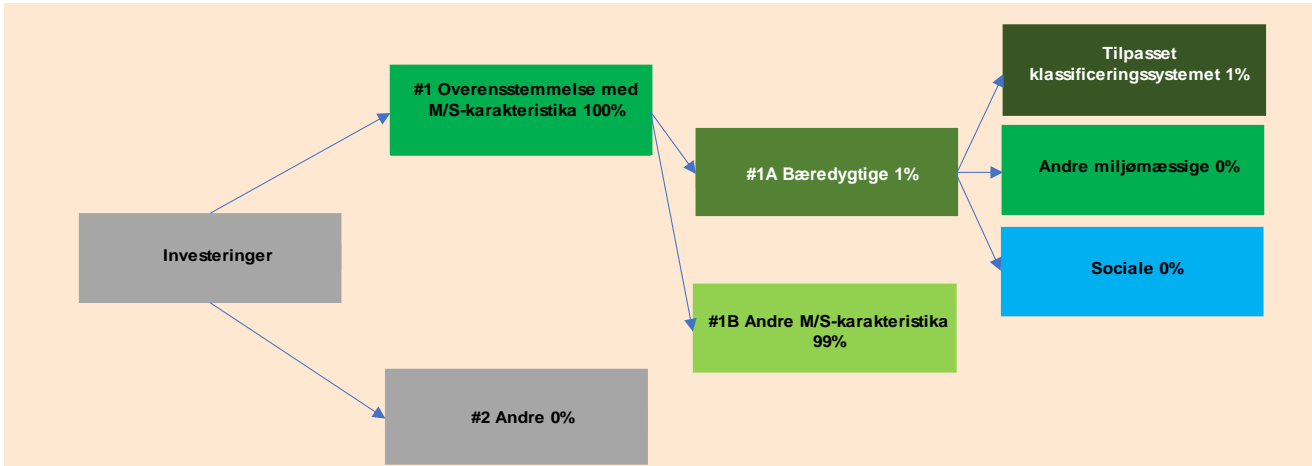 Tilpasset
klassificeringssystemet 1%
#1 Overensstemmelse med
M/S-karakteristika 100%
#1A Bæredygtige 1%
Andre miljømæssige 0%
Investeringer
Sociale 0%
#1B Andre M/S-karakteristika
99%
#2 Andre 0%